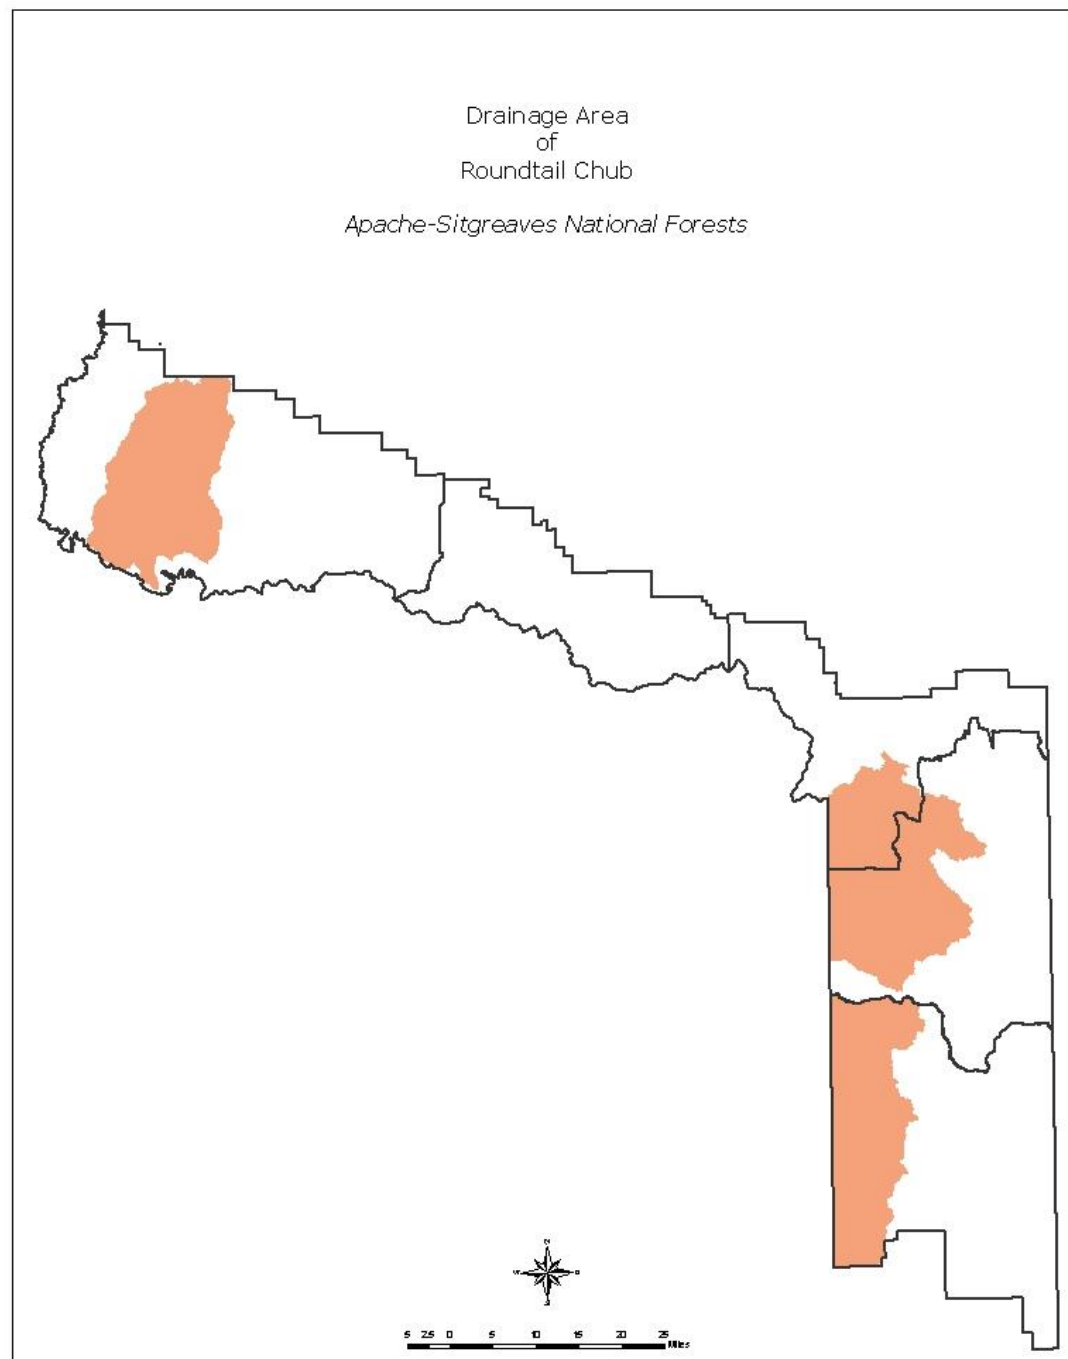 Drainage Area
of
Roundtail Chub
Apache-Sitgreaves National Forests
5 2.5 0 5 10 15 20 25
Miles